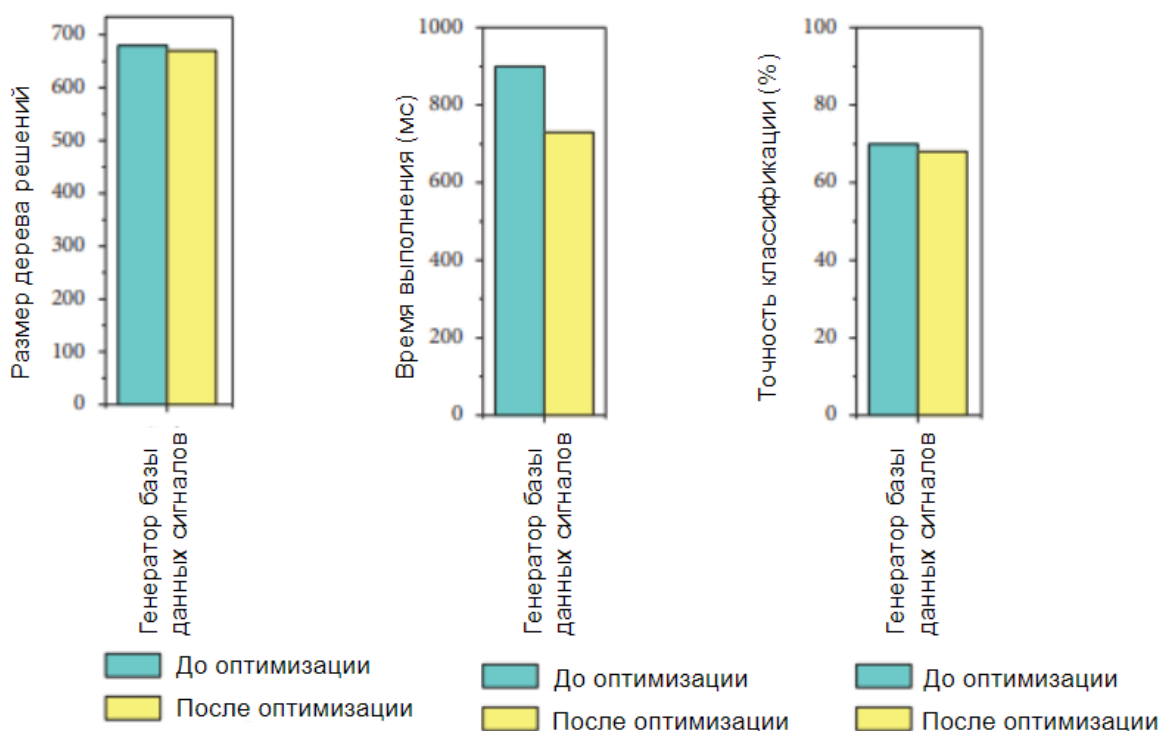 Размер дерева решений
700
600
500
400
300
200
100
0
Генератор базы
данных сигналов
До оптимизации
После оптимизации
Время выполнения (мс)
1000
800
600
400
200
0
Генератор базы
данных сигналов
До оптимизации
После оптимизации
Точность классификации (%)
100
80
60
40
20
0
Генератор базы
данных сигналов
До оптимизации
После оптимизации